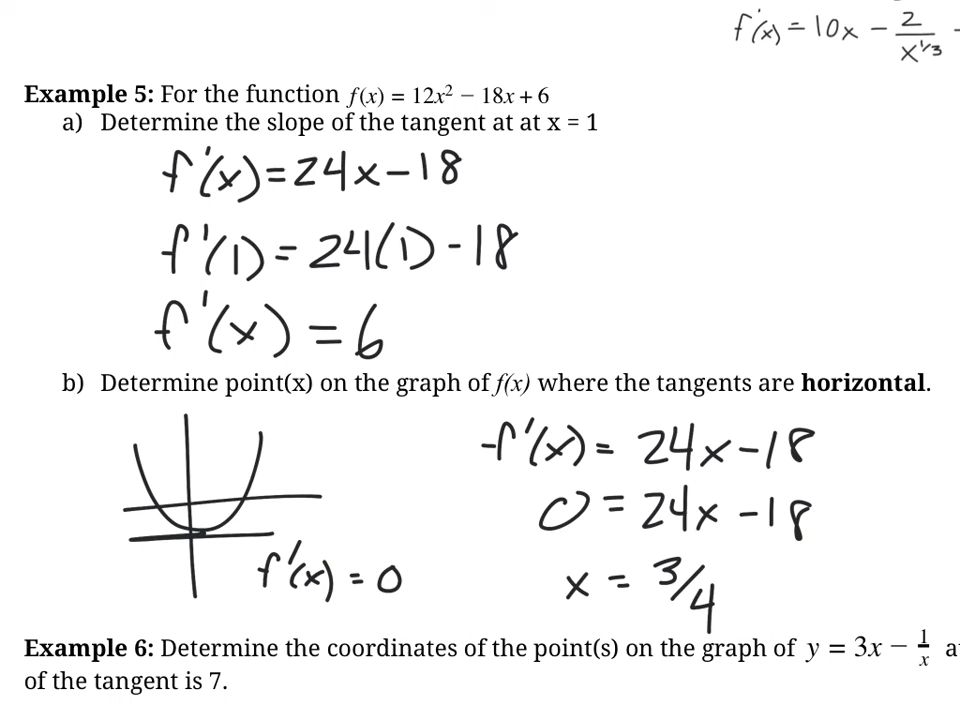 f'(x) = 10x - 2/x^1/3 -
Example 5: For the function f(x) = 12x² − 18x + 6
a) Determine the slope of the tangent at at x = 1
f'(x) = 24x - 18
f'(1) = 24(1) - 18
f'(x) = 6
b) Determine point(x) on the graph of f(x) where the tangents are horizontal.
f'(x) = 24x - 18
0 = 24x - 18
f'(x) = 0
x = 3/4
Example 6: Determine the coordinates of the point(s) on the graph of y = 3x − 1/x
of the tangent is 7.